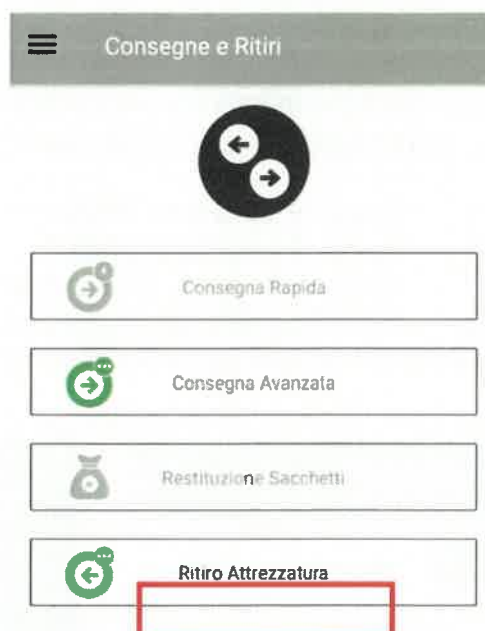 Consegne e Ritiri
Consegna Rapida
Consegna Avanzata
Restituzione Sacchetti
Ritiro Attrezzatura